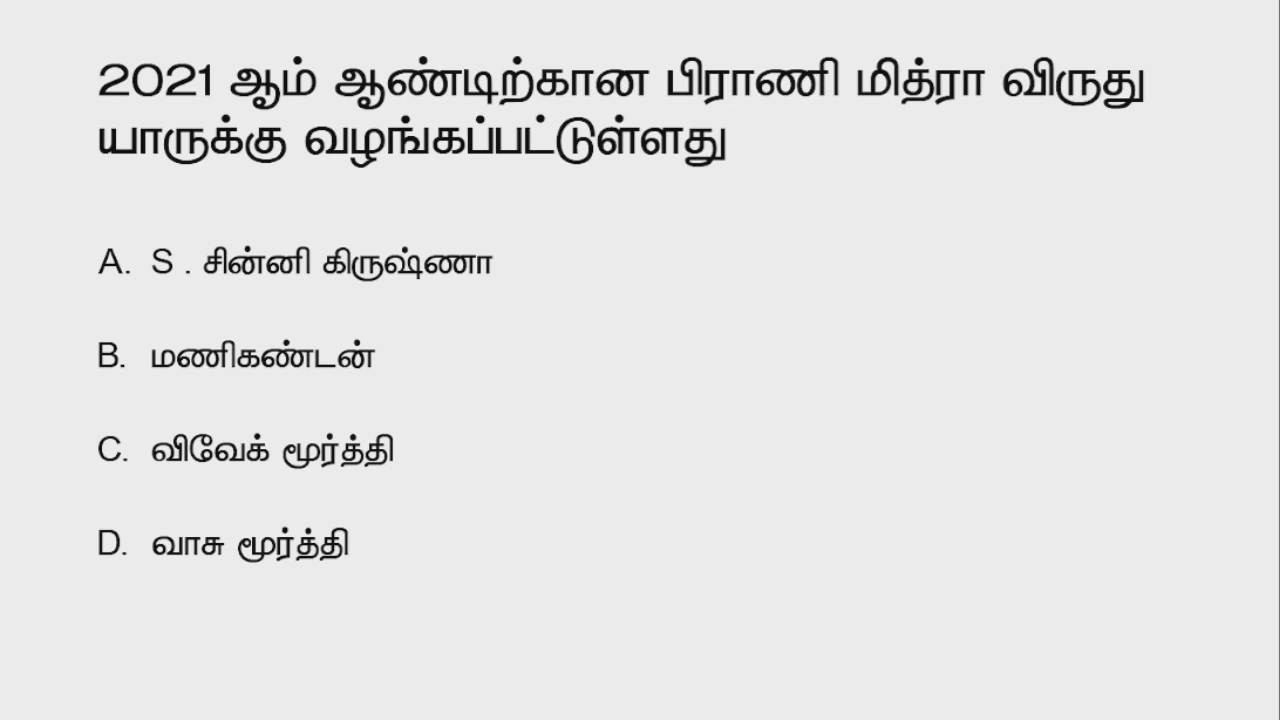 2021 ஆம் ஆண்டிற்கான பிராணி மித்ரா விருது
யாருக்கு வழங்கப்பட்டுள்ளது
A. S . சின்னி கிருஷ்ணா
B. மணிகண்டன்
C. விவேக் மூர்த்தி
D. வாசு மூர்த்தி